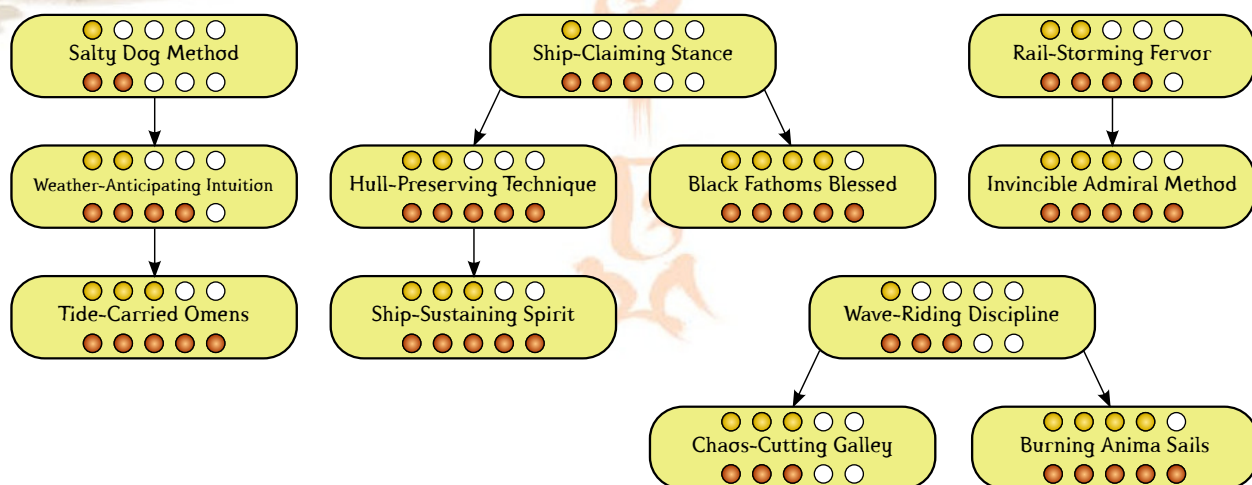 Salty Dog Method
Ship-Claiming Stance
Rail-Storming Fervor
Weather-Anticipating Intuition
Hull-Preserving Technique
Black Fathoms Blessed
Invincible Admiral Method
Tide-Carried Omens
Ship-Sustaining Spirit
Wave-Riding Discipline
Chaos-Cutting Galley
Burning Anima Sails